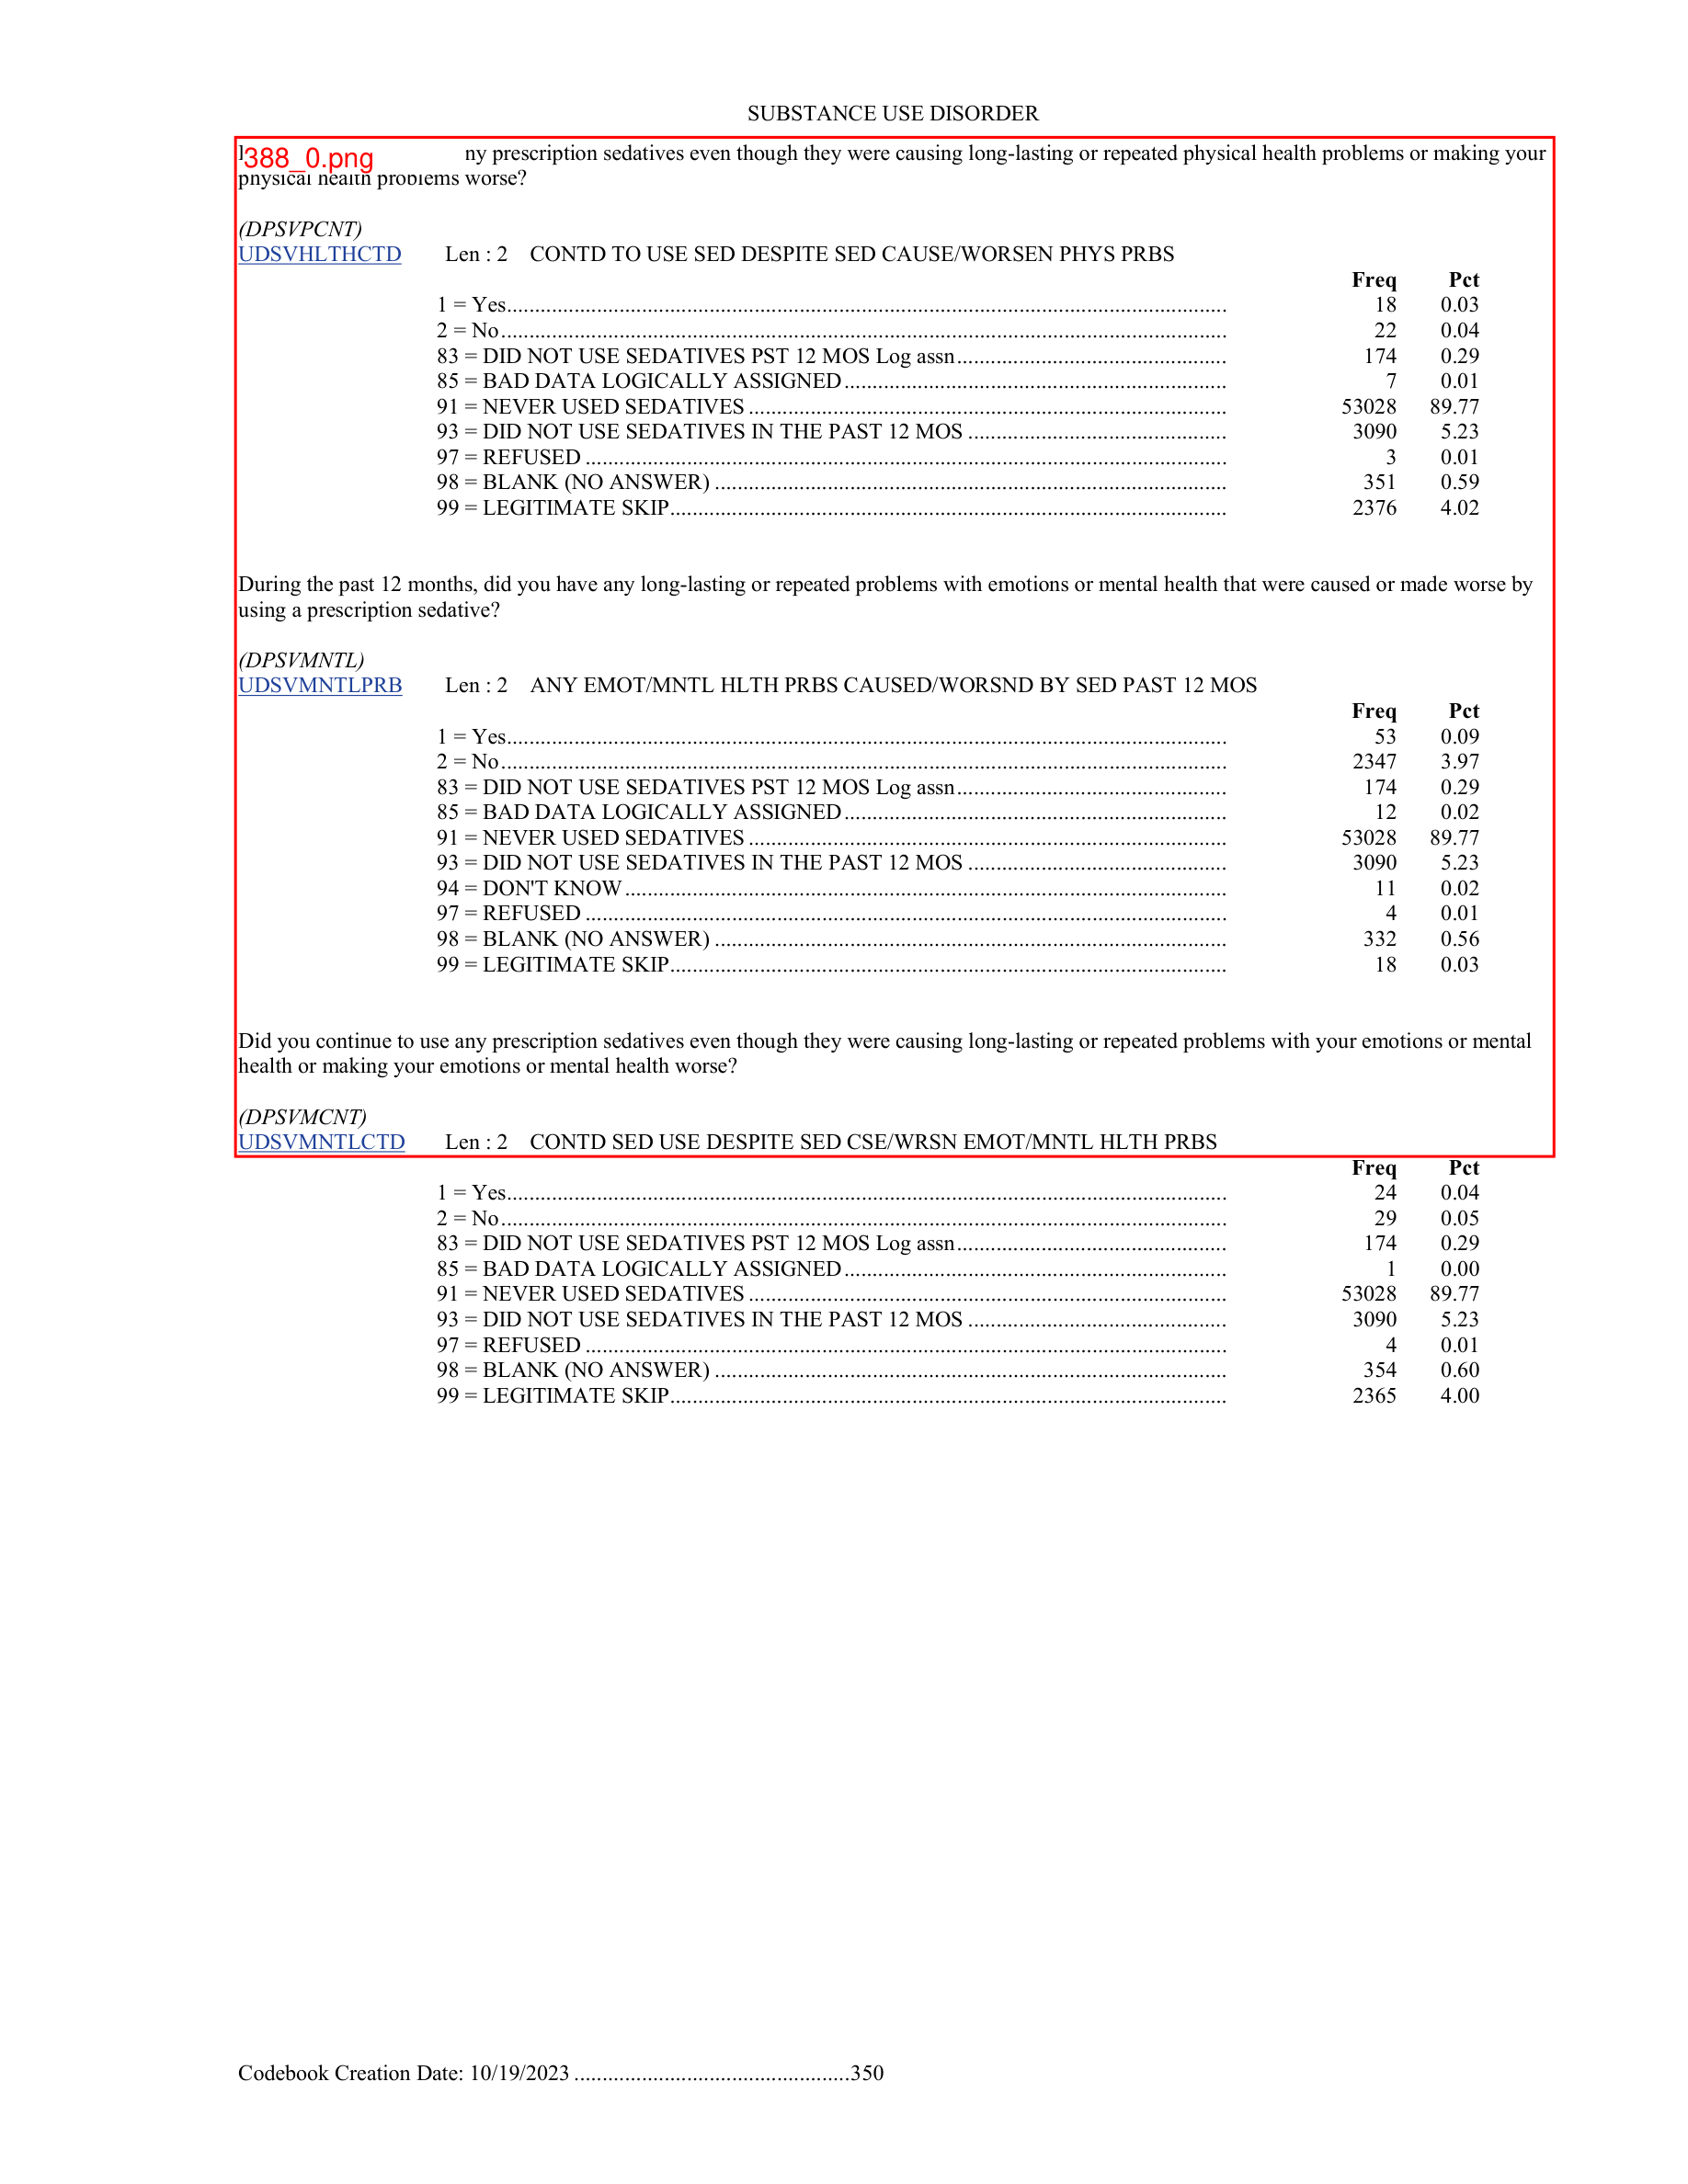 SUBSTANCE USE DISORDER
388_0.png ny prescription sedatives even though they were causing long-lasting or repeated physical health problems or making your
physical health problems worse?
(DPSVPCNT)
UDSVHLTHCTD Len : 2 CONTD TO USE SED DESPITE SED CAUSE/WORSEN PHYS PRBS
Freq Pct
1 = Yes 18 0.03
2 = No 22 0.04
83 = DID NOT USE SEDATIVES PST 12 MOS Log assn 174 0.29
85 = BAD DATA LOGICALLY ASSIGNED 7 0.01
91 = NEVER USED SEDATIVES 53028 89.77
93 = DID NOT USE SEDATIVES IN THE PAST 12 MOS 3090 5.23
97 = REFUSED 3 0.01
98 = BLANK (NO ANSWER) 351 0.59
99 = LEGITIMATE SKIP 2376 4.02
During the past 12 months, did you have any long-lasting or repeated problems with emotions or mental health that were caused or made worse by
using a prescription sedative?
(DPSVMNTL)
UDSVMNTLPRB Len : 2 ANY EMOT/MNTL HLTH PRBS CAUSED/WORSND BY SED PAST 12 MOS
Freq Pct
1 = Yes 53 0.09
2 = No 2347 3.97
83 = DID NOT USE SEDATIVES PST 12 MOS Log assn 174 0.29
85 = BAD DATA LOGICALLY ASSIGNED 12 0.02
91 = NEVER USED SEDATIVES 53028 89.77
93 = DID NOT USE SEDATIVES IN THE PAST 12 MOS 3090 5.23
94 = DON'T KNOW 11 0.02
97 = REFUSED 4 0.01
98 = BLANK (NO ANSWER) 332 0.56
99 = LEGITIMATE SKIP 18 0.03
Did you continue to use any prescription sedatives even though they were causing long-lasting or repeated problems with your emotions or mental
health or making your emotions or mental health worse?
(DPSVMCNT)
UDSVMNTLCTD Len : 2 CONTD SED USE DESPITE SED CSE/WRSN EMOT/MNTL HLTH PRBS
Freq Pct
1 = Yes 24 0.04
2 = No 29 0.05
83 = DID NOT USE SEDATIVES PST 12 MOS Log assn 174 0.29
85 = BAD DATA LOGICALLY ASSIGNED 1 0.00
91 = NEVER USED SEDATIVES 53028 89.77
93 = DID NOT USE SEDATIVES IN THE PAST 12 MOS 3090 5.23
97 = REFUSED 4 0.01
98 = BLANK (NO ANSWER) 354 0.60
99 = LEGITIMATE SKIP 2365 4.00
Codebook Creation Date: 10/19/2023 350